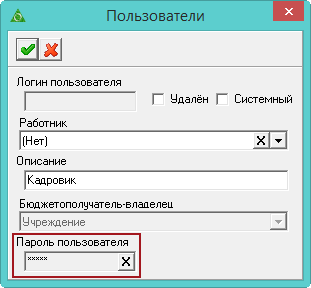 Пользователи
Логин пользователя
Удалён
Системный
Работник
(Нет)
Описание
Кадровик
Бюджетополучатель-владелец
Учреждение
Пароль пользователя
*****